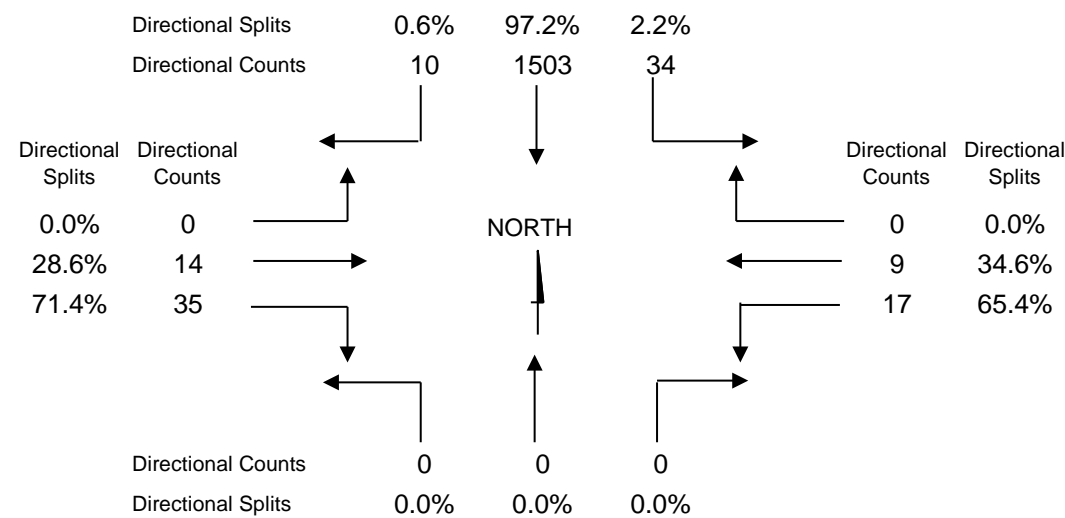 Directional Splits 0.6% 97.2% 2.2%
Directional Counts 10 1503 34
Directional Directional Directional Directional
Splits Counts Counts Splits
0.0% 0 NORTH 0 0.0%
28.6% 14 9 34.6%
71.4% 35 17 65.4%
Directional Counts 0 0 0
Directional Splits 0.0% 0.0% 0.0%